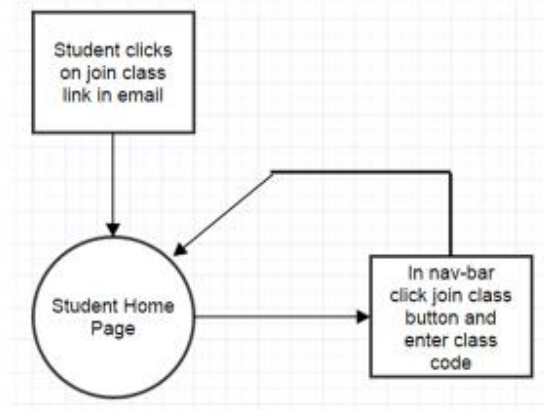 Student clicks
on join class
link in email
Student Home
Page
In nav-bar
click join class
button and
enter class
code